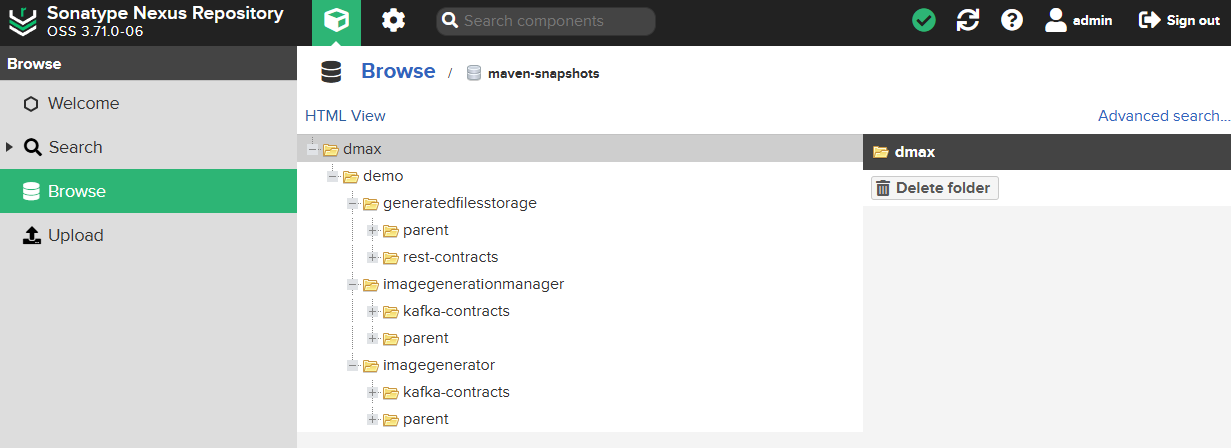 Sonatype Nexus Repository
OSS 3.71.0-06
Search components
admin
Sign out
Browse
Welcome
Search
Browse
Upload
Browse / maven-snapshots
HTML View
Advanced search...
dmax
demo
generatedfilesstorage
parent
rest-contracts
imagegenerationmanager
kafka-contracts
parent
imagegenerator
kafka-contracts
parent
dmax
Delete folder